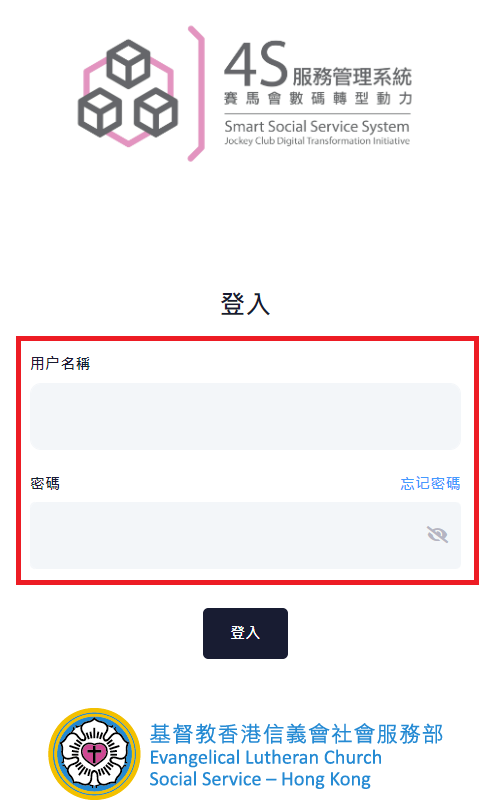 4S 服務管理系統
賽馬會數碼轉型動力
Smart Social Service System
Jockey Club Digital Transformation Initiative
登入
用户名稱
密碼 忘记密碼
登入
基督教香港信義會社會服務部
Evangelical Lutheran Church
Social Service – Hong Kong